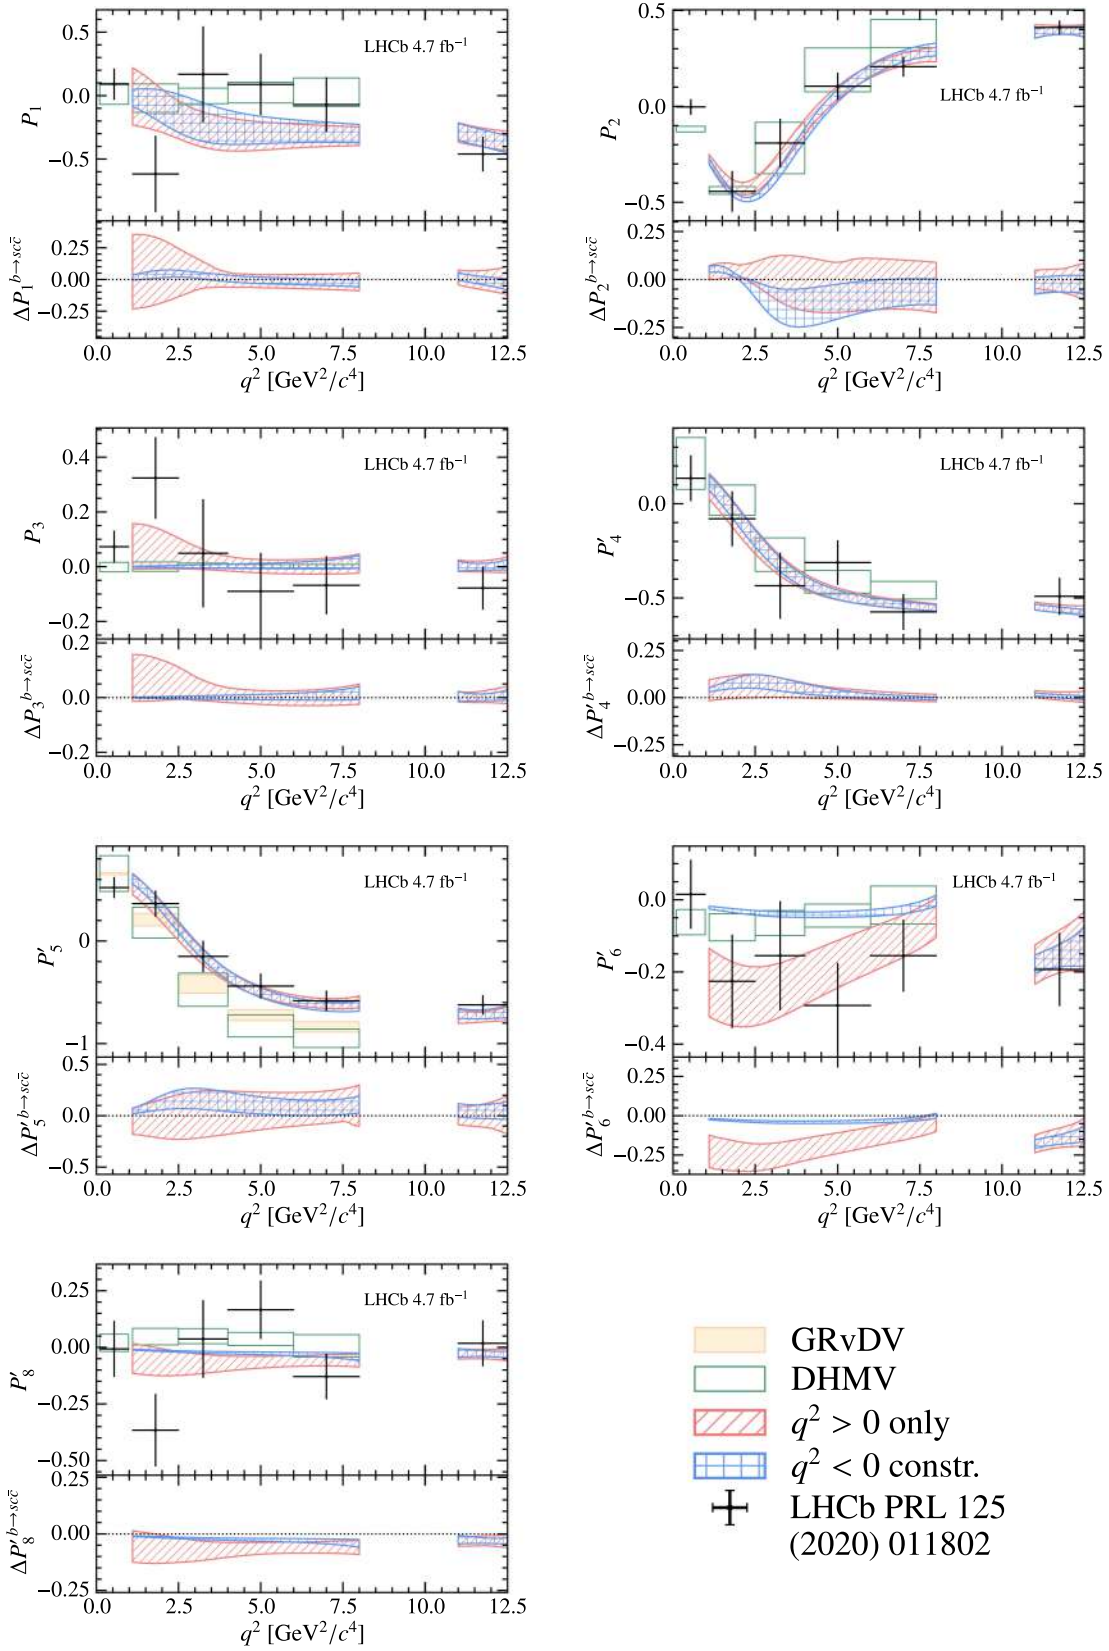 0.5
0.0
−0.5
P₁
LHCb 4.7 fb⁻¹
0.25
0.00
−0.25
ΔP₁ᵇ→ˢᶜᶜ̄
0.0 2.5 5.0 7.5 10.0 12.5
q² [GeV²/c⁴]
0.5
0.0
−0.5
P₂
LHCb 4.7 fb⁻¹
0.25
0.00
−0.25
ΔP₂ᵇ→ˢᶜᶜ̄
0.0 2.5 5.0 7.5 10.0 12.5
q² [GeV²/c⁴]
0.4
0.2
0.0
−0.2
P₃
LHCb 4.7 fb⁻¹
0.2
0.0
−0.2
ΔP₃ᵇ→ˢᶜᶜ̄
0.0 2.5 5.0 7.5 10.0 12.5
q² [GeV²/c⁴]
0.0
−0.5
P′₄
LHCb 4.7 fb⁻¹
0.25
0.00
−0.25
ΔP′₄ᵇ→ˢᶜᶜ̄
0.0 2.5 5.0 7.5 10.0 12.5
q² [GeV²/c⁴]
0
−1
P′₅
LHCb 4.7 fb⁻¹
0.5
0.0
−0.5
ΔP′₅ᵇ→ˢᶜᶜ̄
0.0 2.5 5.0 7.5 10.0 12.5
q² [GeV²/c⁴]
0.0
−0.2
−0.4
P′₆
LHCb 4.7 fb⁻¹
0.25
0.00
−0.25
ΔP′₆ᵇ→ˢᶜᶜ̄
0.0 2.5 5.0 7.5 10.0 12.5
q² [GeV²/c⁴]
0.25
0.00
−0.25
−0.50
P′₈
LHCb 4.7 fb⁻¹
0.25
0.00
−0.25
ΔP′₈ᵇ→ˢᶜᶜ̄
0.0 2.5 5.0 7.5 10.0 12.5
q² [GeV²/c⁴]
GRvDV
DHMV
q² > 0 only
q² < 0 constr.
LHCb PRL 125
(2020) 011802